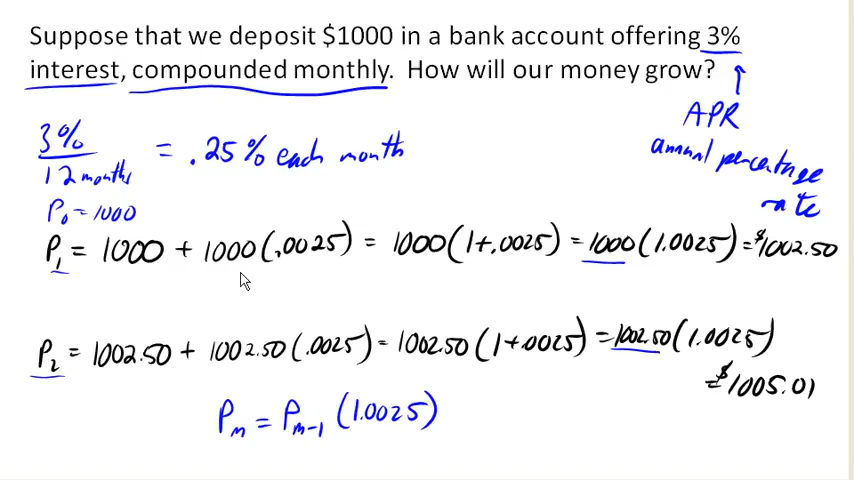 Suppose that we deposit $1000 in a bank account offering 3%
interest, compounded monthly. How will our money grow?
APR
annual percentage
rate
3%
12 months
= .25% each month
P₀ = 1000
P₁ = 1000 + 1000(.0025) = 1000(1+.0025) = 1000(1.0025) = $1002.50
P₂ = 1002.50 + 1002.50(.0025) = 1002.50(1+.0025) = 1002.50(1.0025)
= $1005.01
Pₘ = Pₘ₋₁ (1.0025)